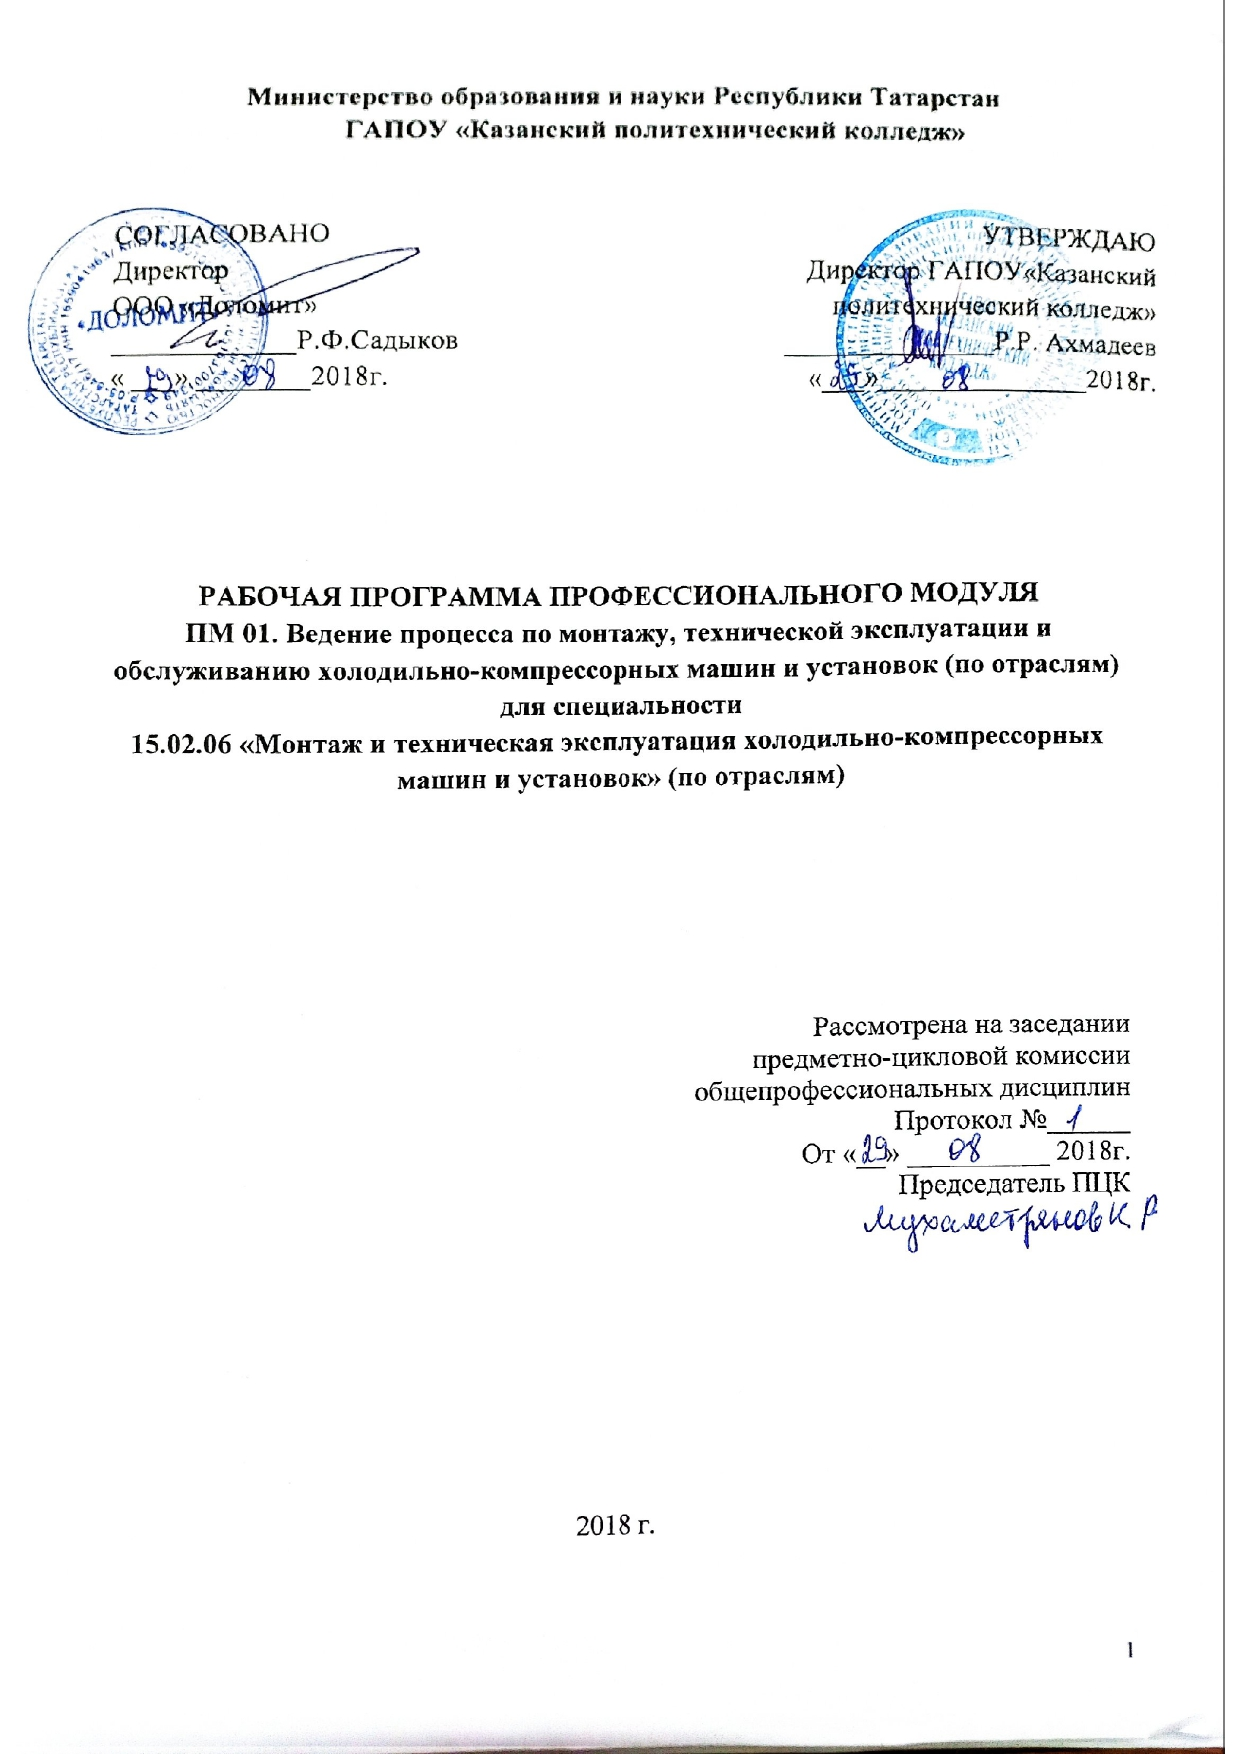 Министерство образования и науки Республики Татарстан
ГАПОУ «Казанский политехнический колледж»
СОГЛАСОВАНО
Директор
ООО «Доломит»
Р.Ф.Садыков
« » 08 2018г.
«ДОЛОМИТ»
УТВЕРЖДАЮ
Директор ГАПОУ«Казанский
политехнический колледж»
Р.Р. Ахмадеев
« » 08 2018г.
РАБОЧАЯ ПРОГРАММА ПРОФЕССИОНАЛЬНОГО МОДУЛЯ
ПМ 01. Ведение процесса по монтажу, технической эксплуатации и
обслуживанию холодильно-компрессорных машин и установок (по отраслям)
для специальности
15.02.06 «Монтаж и техническая эксплуатация холодильно-компрессорных
машин и установок» (по отраслям)
Рассмотрена на заседании
предметно-цикловой комиссии
общепрофессиональных дисциплин
Протокол № 1
От «29» 08 2018г.
Председатель ПЦК
Мухаметзянов К Р
2018 г.
1